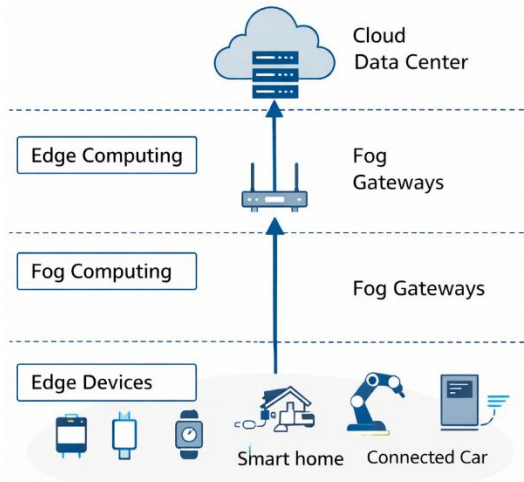 Cloud
Data Center
Edge Computing
Fog
Gateways
Fog Computing
Fog Gateways
Edge Devices
Smart home
Connected Car